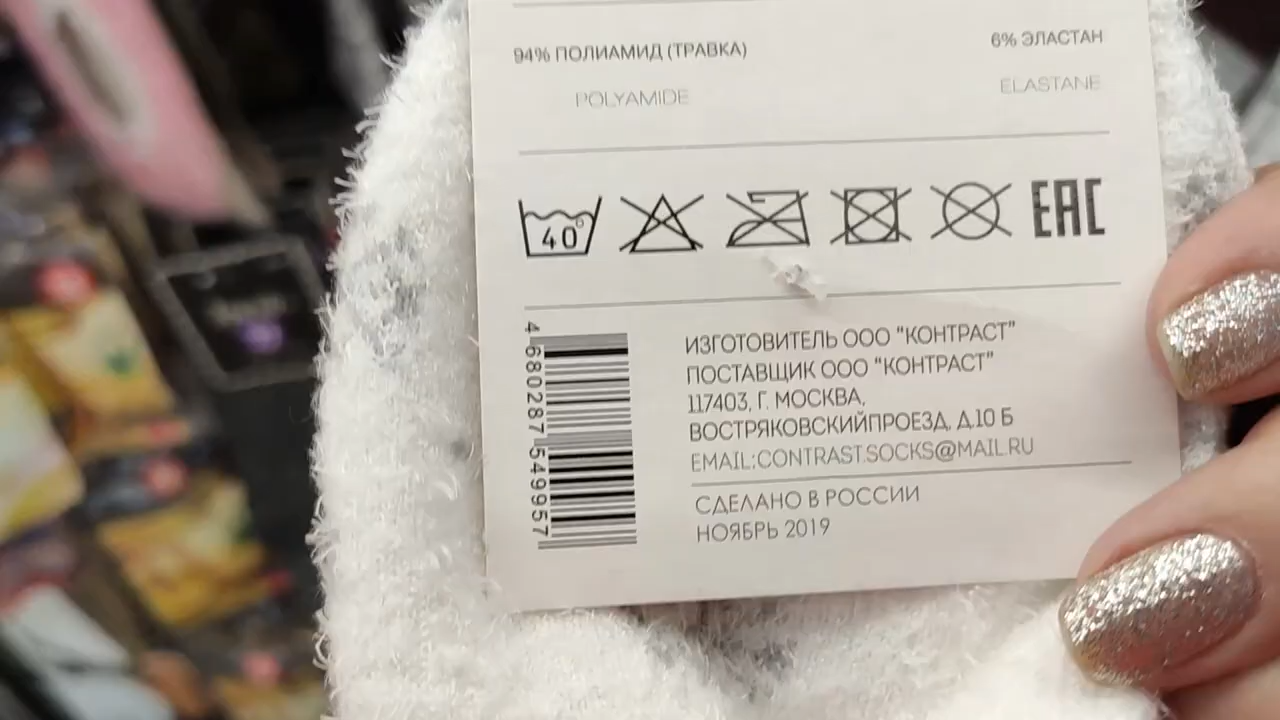 94% ПОЛИАМИД (ТРАВКА)
6% ЭЛАСТАН
POLYAMIDE
ELASTANE
40°
EAC
4 680287 549957
ИЗГОТОВИТЕЛЬ ООО "КОНТРАСТ"
ПОСТАВЩИК ООО "КОНТРАСТ"
117403, Г. МОСКВА,
ВОСТРЯКОВСКИЙПРОЕЗД, Д.10 Б
EMAIL:CONTRAST.SOCKS@MAIL.RU
СДЕЛАНО В РОССИИ
НОЯБРЬ 2019